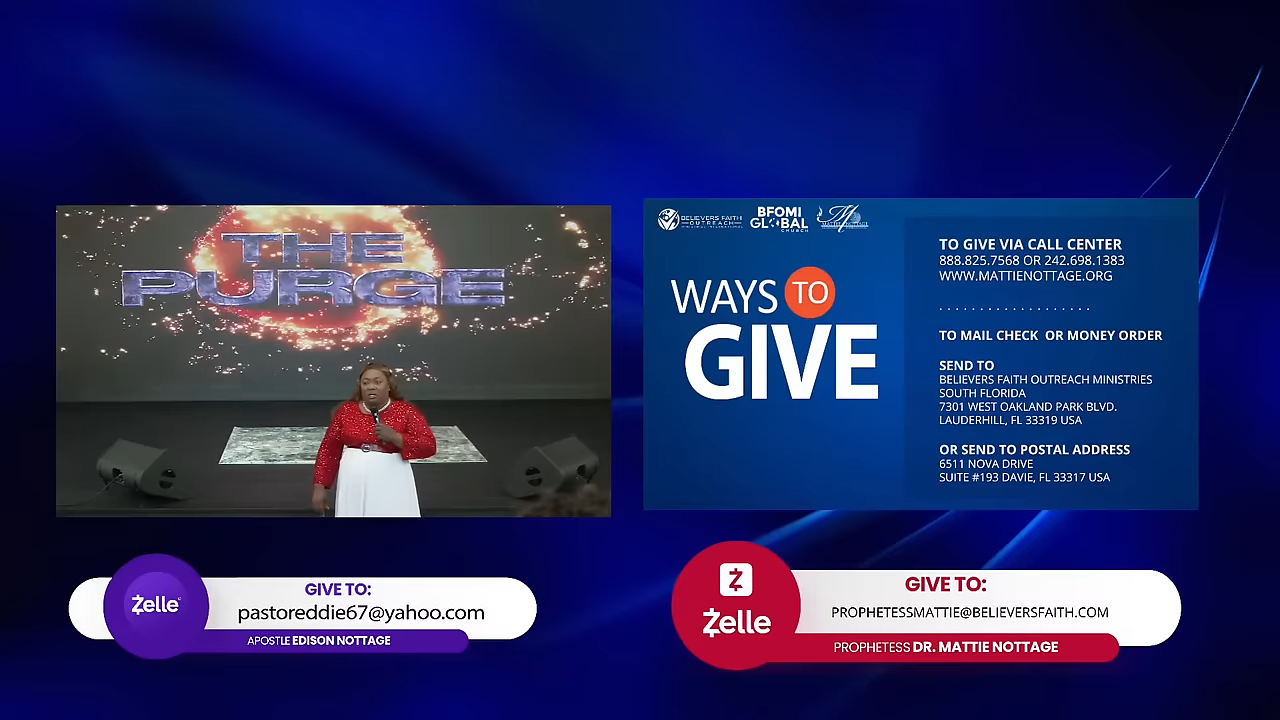 THE
PURGE
BELIEVERS FAITH
OUTREACH
BFOMI
GLOBAL
CHURCH
WAYS TO
GIVE
TO GIVE VIA CALL CENTER
888.825.7568 OR 242.698.1383
WWW.MATTIENOTTAGE.ORG
. . . . . . . . . . . . . . . . . . .
TO MAIL CHECK OR MONEY ORDER
SEND TO
BELIEVERS FAITH OUTREACH MINISTRIES
SOUTH FLORIDA
7301 WEST OAKLAND PARK BLVD.
LAUDERHILL, FL 33319 USA
OR SEND TO POSTAL ADDRESS
6511 NOVA DRIVE
SUITE #193 DAVIE, FL 33317 USA
Zelle
GIVE TO:
pastoreddie67@yahoo.com
APOSTLE EDISON NOTTAGE
Z
Zelle
GIVE TO:
PROPHETESSMATTIE@BELIEVERSFAITH.COM
PROPHETESS DR. MATTIE NOTTAGE